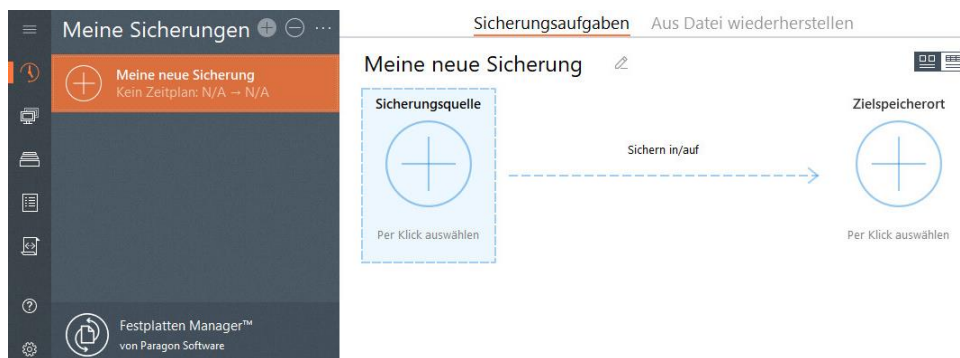 Meine Sicherungen
Meine neue Sicherung
Kein Zeitplan: N/A → N/A
Festplatten Manager™
von Paragon Software
Sicherungsaufgaben Aus Datei wiederherstellen
Meine neue Sicherung
Sicherungsquelle
Per Klick auswählen
Sichern in/auf
Zielspeicherort
Per Klick auswählen